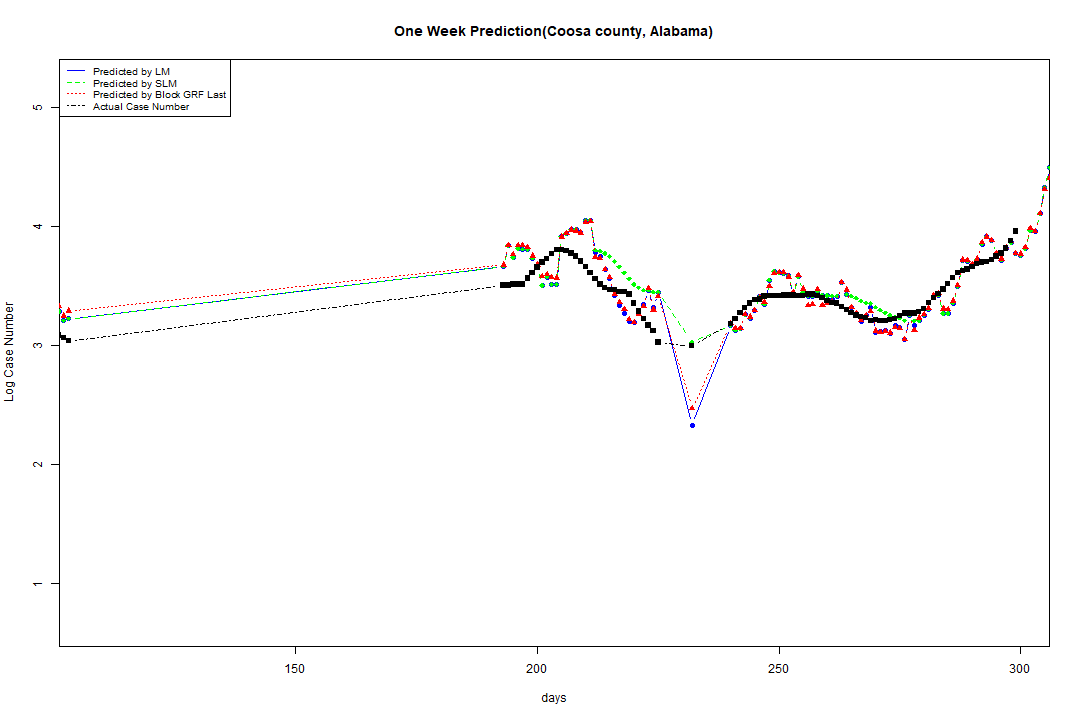 One Week Prediction(Coosa county, Alabama)
Predicted by LM
Predicted by SLM
Predicted by Block GRF Last
Actual Case Number
Log Case Number
5
4
3
2
1
150
200
250
300
days